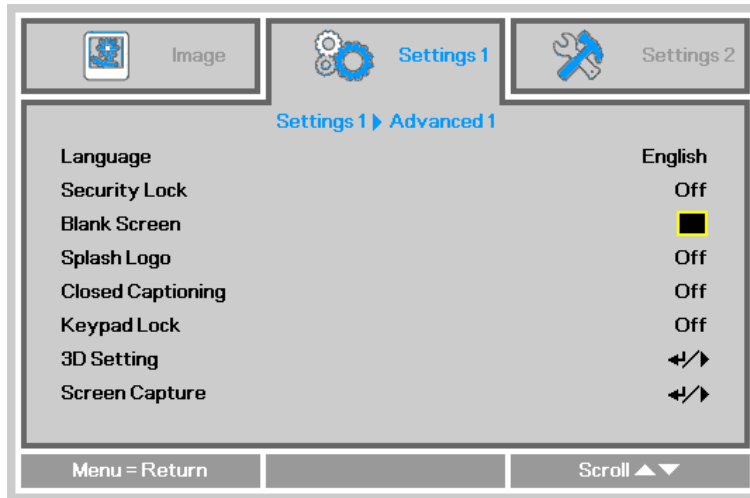 Image Settings 1 Settings 2
Settings 1 ▶ Advanced 1
Language English
Security Lock Off
Blank Screen
Splash Logo Off
Closed Captioning Off
Keypad Lock Off
3D Setting ↵/▶
Screen Capture ↵/▶
Menu = Return Scroll ▲▼